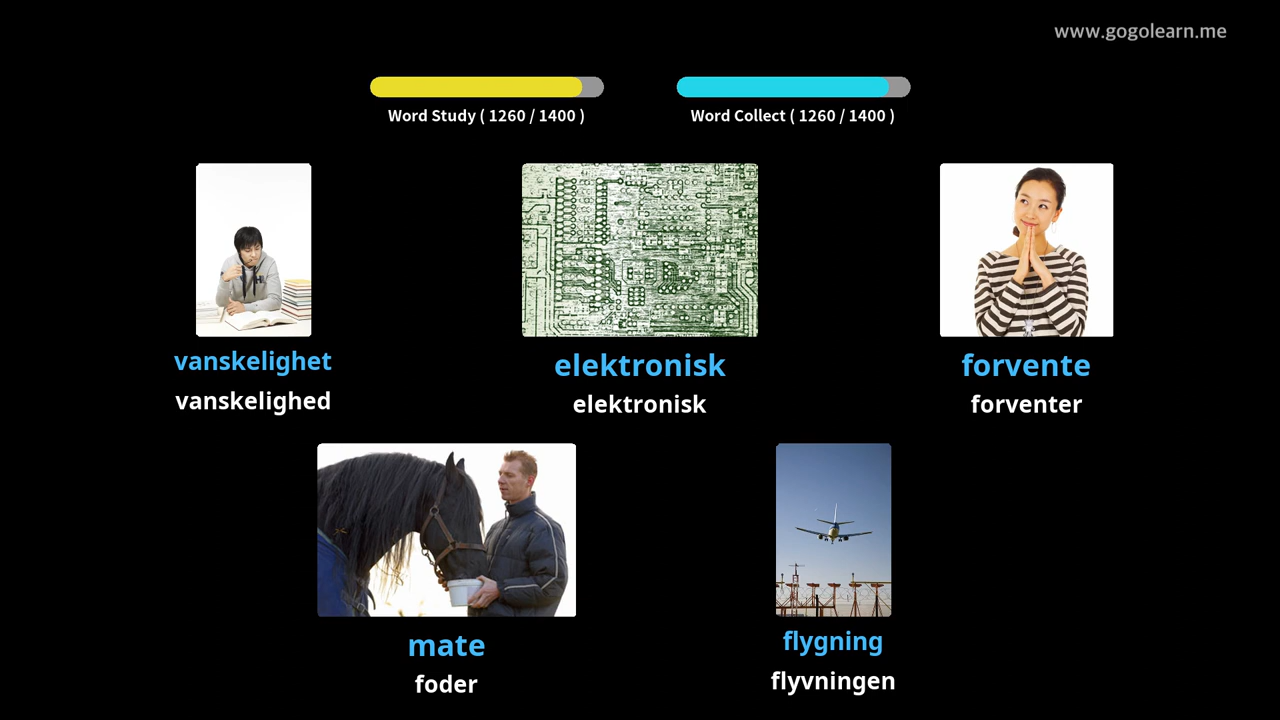 www.gogolearn.me
Word Study ( 1260 / 1400 )
Word Collect ( 1260 / 1400 )
vanskelighet
vanskelighed
elektronisk
elektronisk
forvente
forventer
mate
foder
flygning
flyvningen